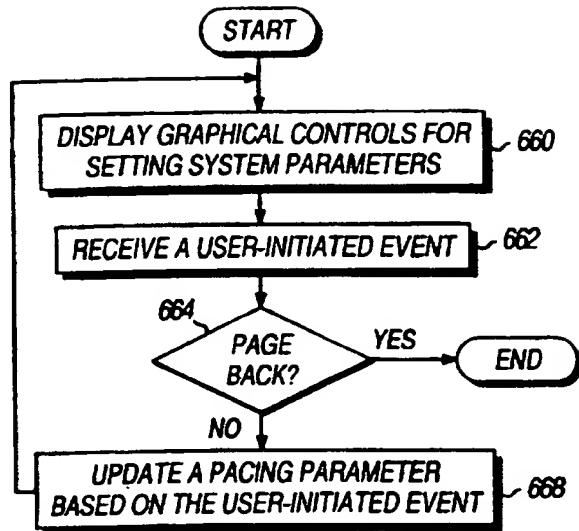 START
DISPLAY GRAPHICAL CONTROLS FOR
SETTING SYSTEM PARAMETERS
660
RECEIVE A USER-INITIATED EVENT
662
664
PAGE
BACK?
YES
END
NO
UPDATE A PACING PARAMETER
BASED ON THE USER-INITIATED EVENT
668